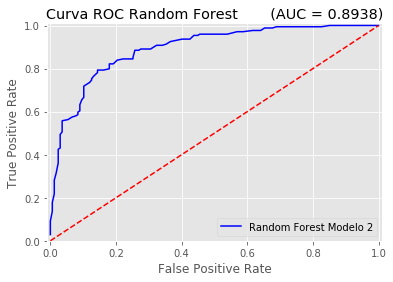 Curva ROC Random Forest (AUC = 0.8938)
1.0
0.8
0.6
0.4
0.2
0.0
True Positive Rate
Random Forest Modelo 2
0.0 0.2 0.4 0.6 0.8 1.0
False Positive Rate